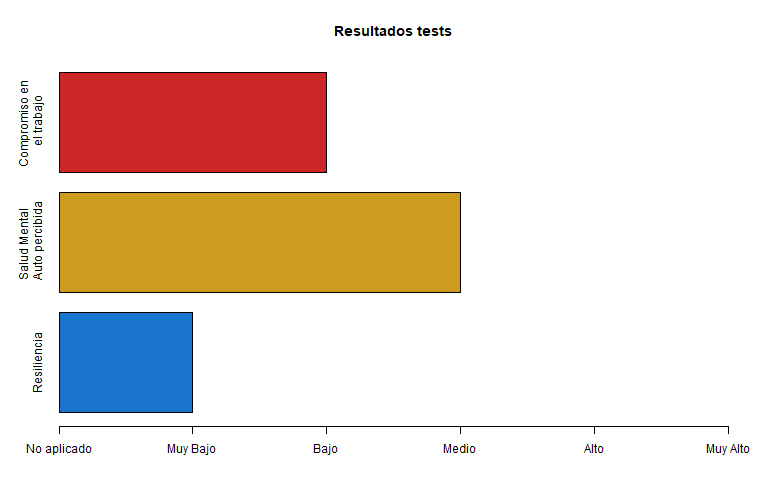 Resultados tests
Compromiso en
el trabajo
Salud Mental
Auto percibida
Resiliencia
No aplicado
Muy Bajo
Bajo
Medio
Alto
Muy Alto